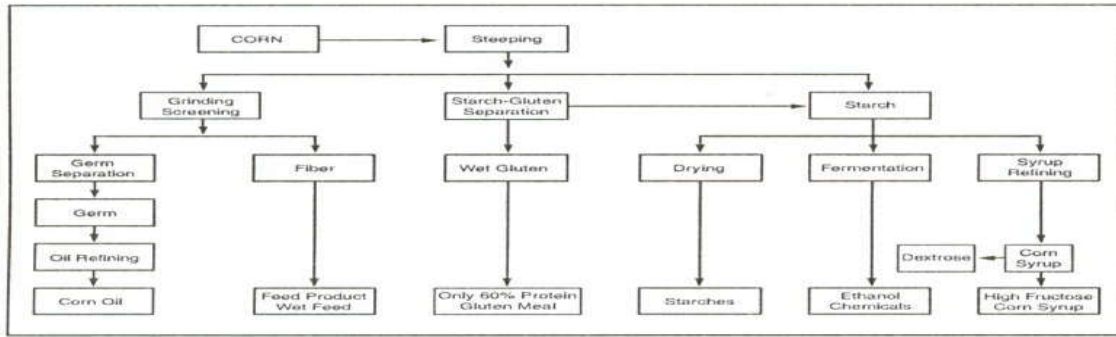 CORN
Steeping
Grinding
Screening
Starch-Gluten
Separation
Starch
Germ
Separation
Fiber
Wet Gluten
Drying
Fermentation
Syrup
Refining
Germ
Oil Refining
Dextrose
Corn
Syrup
Corn Oil
Feed Product
Wet Feed
Only 60% Protein
Gluten Meal
Starches
Ethanol
Chemicals
High Fructose
Corn Syrup